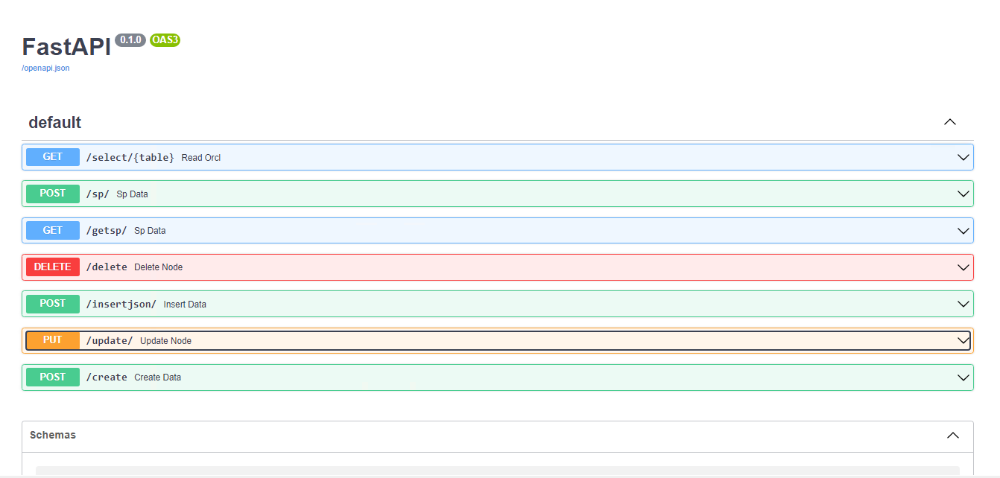 FastAPI 0.1.0 OAS3
/openapi.json
default
GET /select/{table} Read Orcl
POST /sp/ Sp Data
GET /getsp/ Sp Data
DELETE /delete Delete Node
POST /insertjson/ Insert Data
PUT /update/ Update Node
POST /create Create Data
Schemas